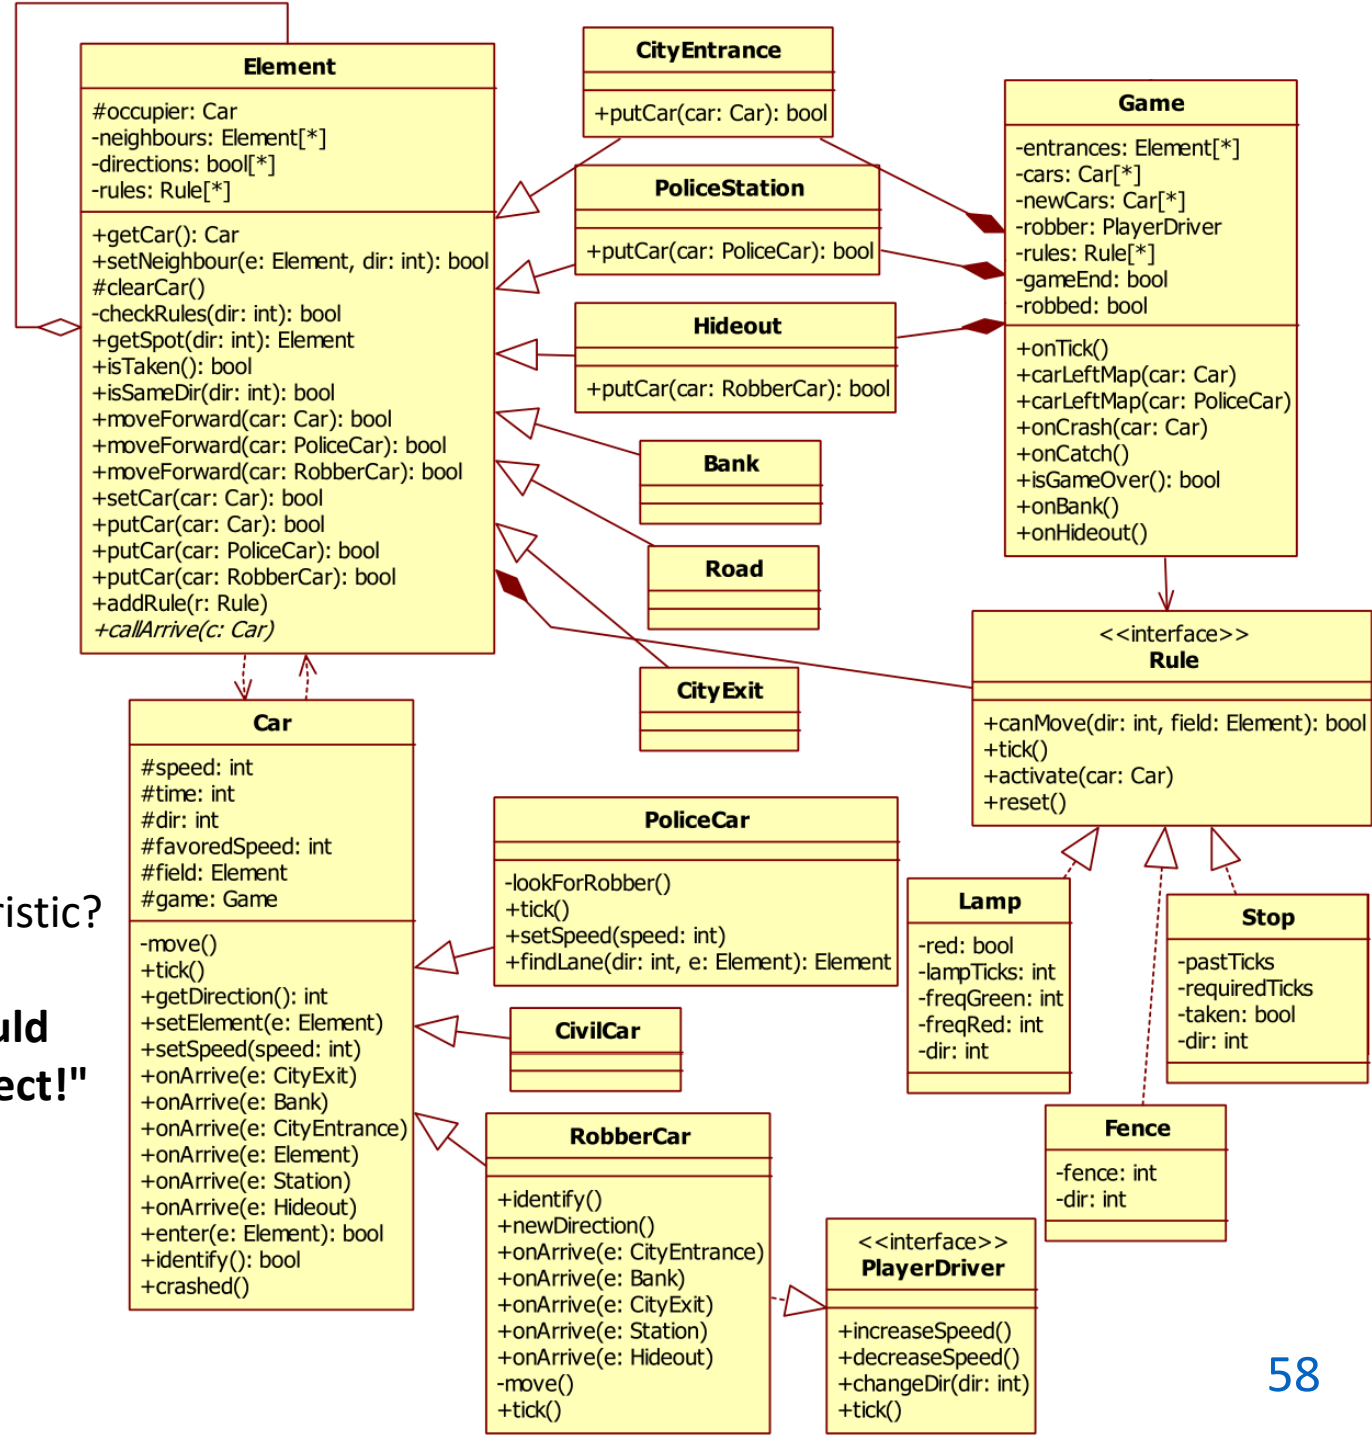 Element
#occupier: Car
-neighbours: Element[*]
-directions: bool[*]
-rules: Rule[*]
+getCar(): Car
+setNeighbour(e: Element, dir: int): bool
#clearCar()
-checkRules(dir: int): bool
+getSpot(dir: int): Element
+isTaken(): bool
+isSameDir(dir: int): bool
+moveForward(car: Car): bool
+moveForward(car: PoliceCar): bool
+moveForward(car: RobberCar): bool
+setCar(car: Car): bool
+putCar(car: Car): bool
+putCar(car: PoliceCar): bool
+putCar(car: RobberCar): bool
+addRule(r: Rule)
+callArrive(c: Car)
CityEntrance
+putCar(car: Car): bool
PoliceStation
+putCar(car: PoliceCar): bool
Hideout
+putCar(car: RobberCar): bool
Bank
Road
CityExit
Game
-entrances: Element[*]
-cars: Car[*]
-newCars: Car[*]
-robber: PlayerDriver
-rules: Rule[*]
-gameEnd: bool
-robbed: bool
+onTick()
+carLeftMap(car: Car)
+carLeftMap(car: PoliceCar)
+onCrash(car: Car)
+onCatch()
+isGameOver(): bool
+onBank()
+onHideout()
<<interface>>
Rule
+canMove(dir: int, field: Element): bool
+tick()
+activate(car: Car)
+reset()
Car
#speed: int
#time: int
#dir: int
#favoredSpeed: int
#field: Element
#game: Game
-move()
+tick()
+getDirection(): int
+setElement(e: Element)
+setSpeed(speed: int)
+onArrive(e: CityExit)
+onArrive(e: Bank)
+onArrive(e: CityEntrance)
+onArrive(e: Element)
+onArrive(e: Station)
+onArrive(e: Hideout)
+enter(e: Element): bool
+identify(): bool
+crashed()
ristic?
uld
ect!"
PoliceCar
-lookForRobber()
+tick()
+setSpeed(speed: int)
+findLane(dir: int, e: Element): Element
CivilCar
RobberCar
+identify()
+newDirection()
+onArrive(e: CityEntrance)
+onArrive(e: Bank)
+onArrive(e: CityExit)
+onArrive(e: Station)
+onArrive(e: Hideout)
-move()
+tick()
<<interface>>
PlayerDriver
+increaseSpeed()
+decreaseSpeed()
+changeDir(dir: int)
+tick()
Lamp
-red: bool
-lampTicks: int
-freqGreen: int
-freqRed: int
-dir: int
Stop
-pastTicks
-requiredTicks
-taken: bool
-dir: int
Fence
-fence: int
-dir: int
58